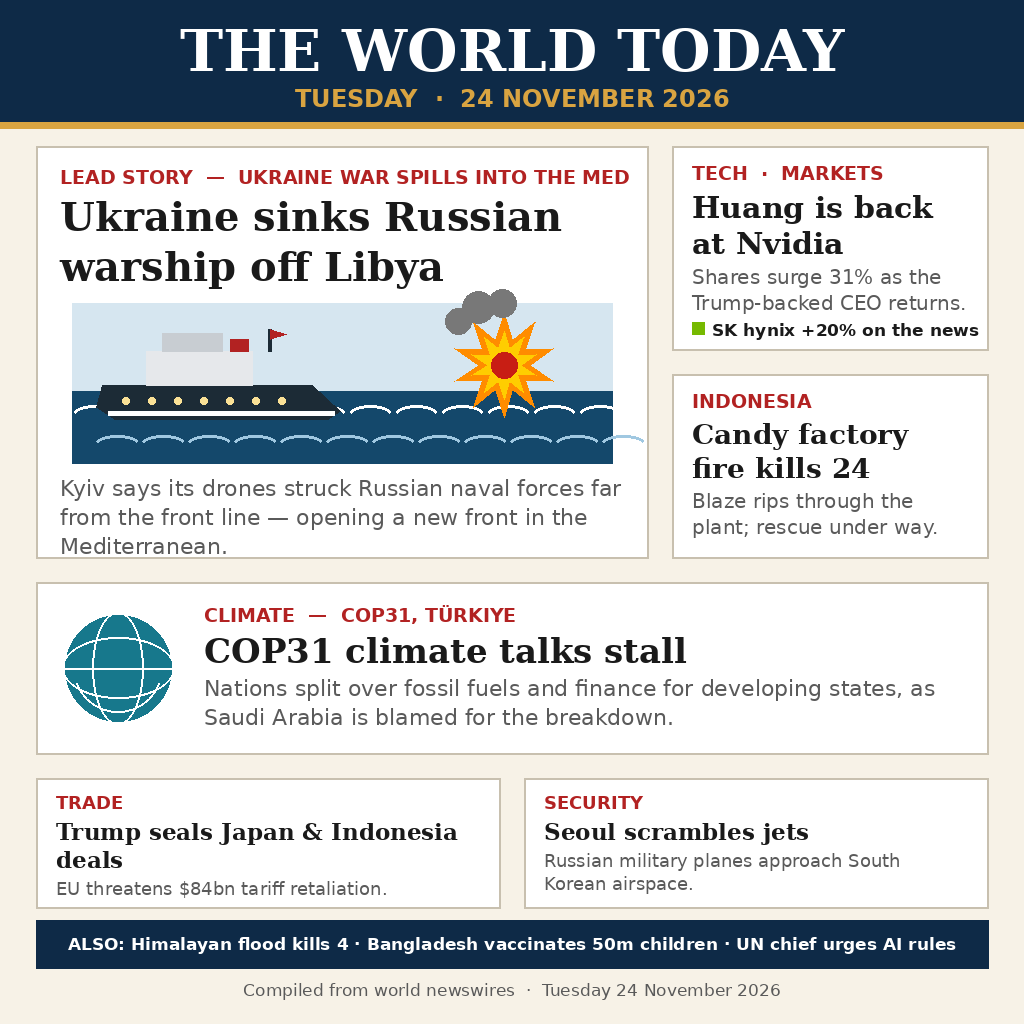 THE WORLD TODAY
TUESDAY · 24 NOVEMBER 2026
LEAD STORY — UKRAINE WAR SPILLS INTO THE MED
Ukraine sinks Russian
warship off Libya
Kyiv says its drones struck Russian naval forces far
from the front line — opening a new front in the
Mediterranean.
TECH · MARKETS
Huang is back
at Nvidia
Shares surge 31% as the
Trump-backed CEO returns.
SK hynix +20% on the news
INDONESIA
Candy factory
fire kills 24
Blaze rips through the
plant; rescue under way.
CLIMATE — COP31, TÜRKIYE
COP31 climate talks stall
Nations split over fossil fuels and finance for developing states, as
Saudi Arabia is blamed for the breakdown.
TRADE
Trump seals Japan & Indonesia
deals
EU threatens $84bn tariff retaliation.
SECURITY
Seoul scrambles jets
Russian military planes approach South
Korean airspace.
ALSO: Himalayan flood kills 4 · Bangladesh vaccinates 50m children · UN chief urges AI rules
Compiled from world newswires · Tuesday 24 November 2026